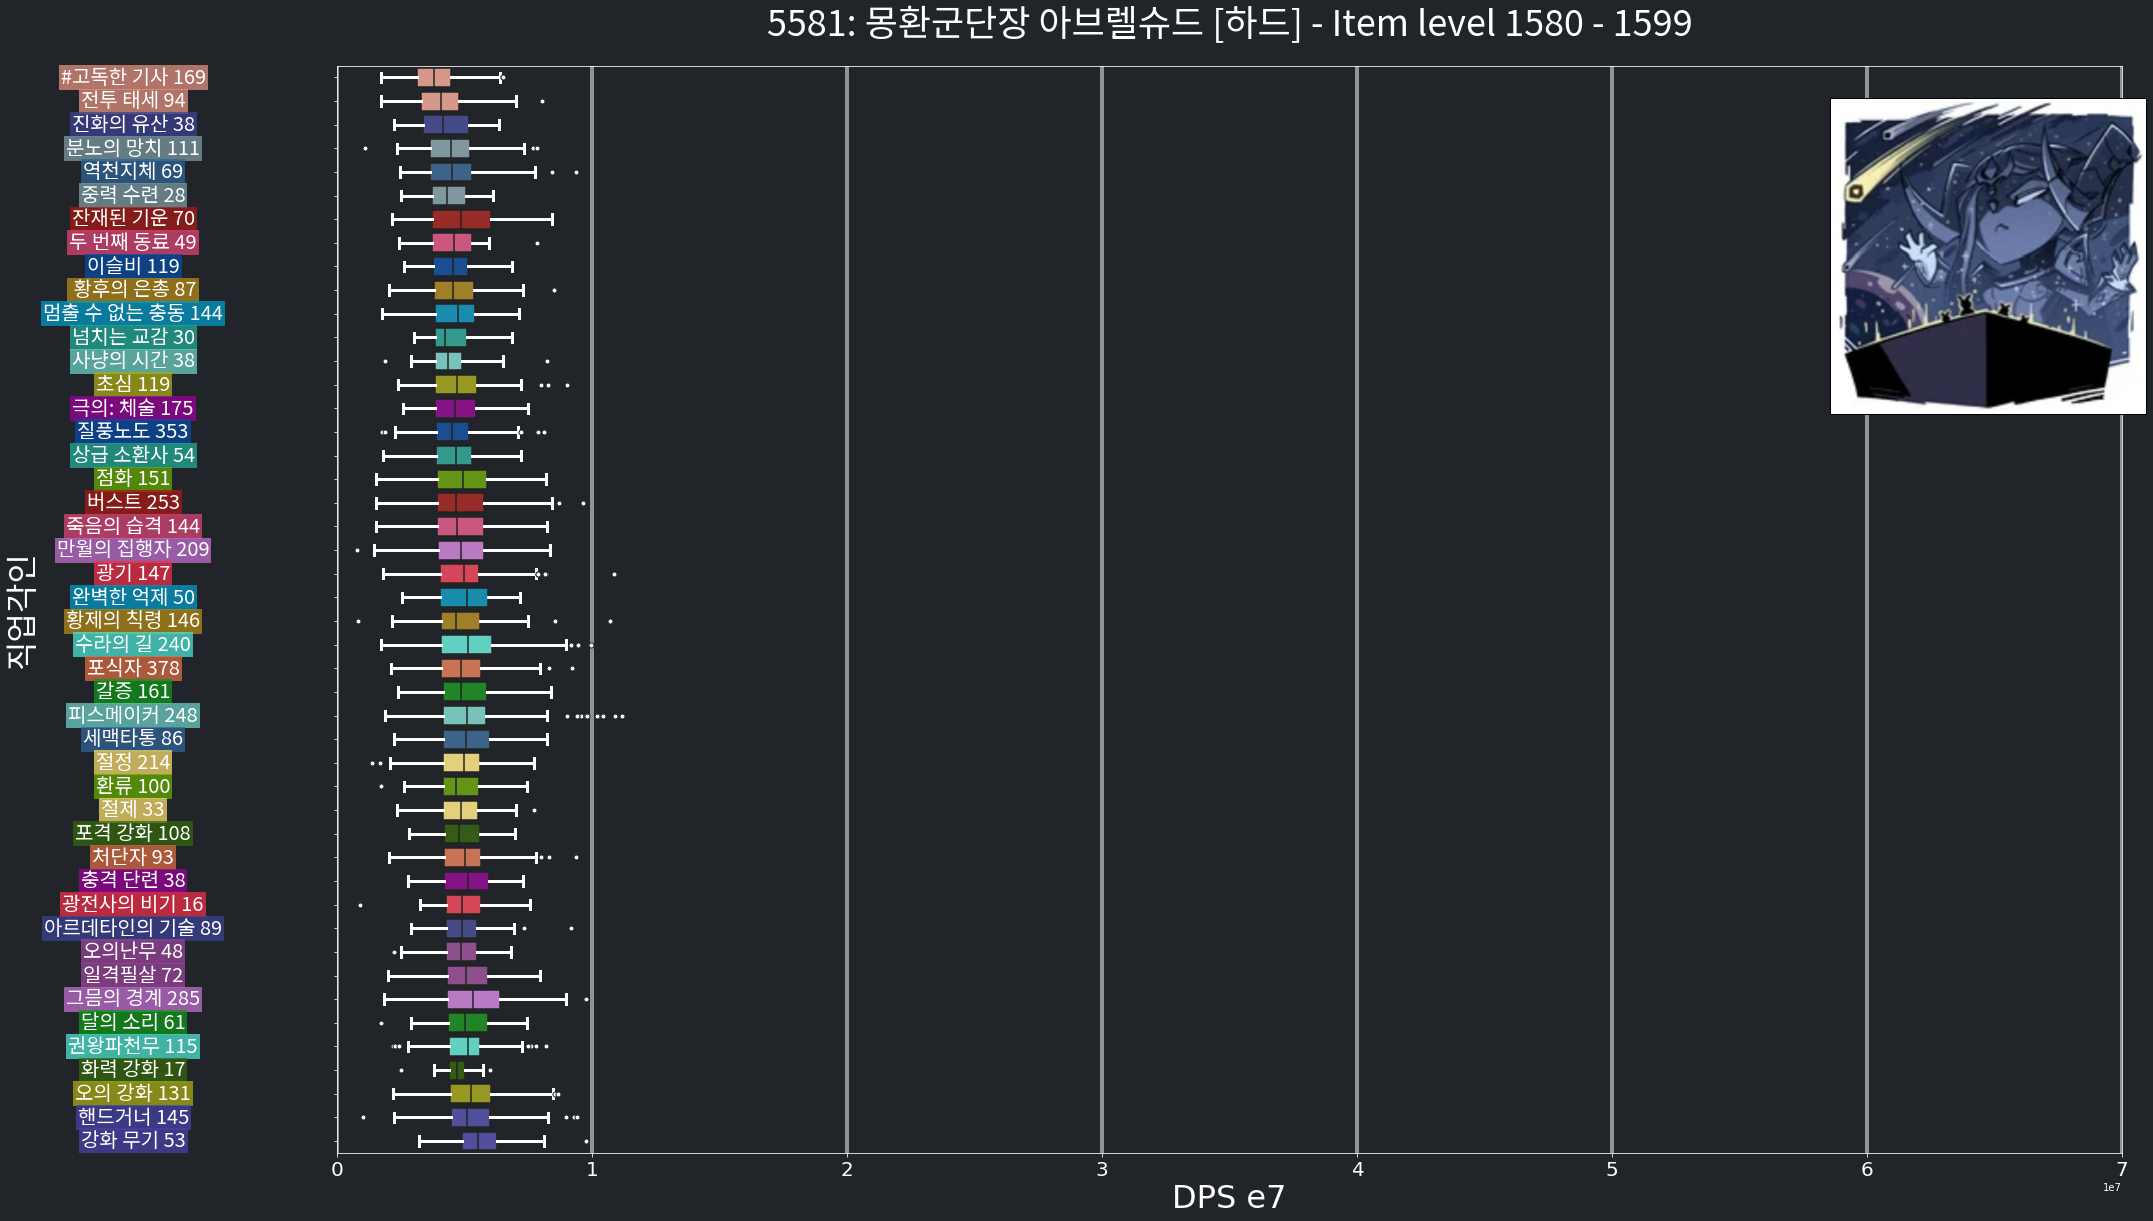 5581: 몽환군단장 아브렐슈드 [하드] - Item level 1580 - 1599
#고독한 기사 169
전투 태세 94
진화의 유산 38
분노의 망치 111
역천지체 69
중력 수련 28
잔재된 기운 70
두 번째 동료 49
이슬비 119
황후의 은총 87
멈출 수 없는 충동 144
넘치는 교감 30
사냥의 시간 38
초심 119
극의: 체술 175
질풍노도 353
상급 소환사 54
점화 151
버스트 253
죽음의 습격 144
만월의 집행자 209
광기 147
완벽한 억제 50
황제의 칙령 146
수라의 길 240
포식자 378
갈증 161
피스메이커 248
세맥타통 86
절정 214
환류 100
절제 33
포격 강화 108
처단자 93
충격 단련 38
광전사의 비기 16
아르데타인의 기술 89
오의난무 48
일격필살 72
그믐의 경계 285
달의 소리 61
권왕파천무 115
화력 강화 17
오의 강화 131
핸드거너 145
강화 무기 53
직업각인
0 1 2 3 4 5 6 7
1e7
DPS e7